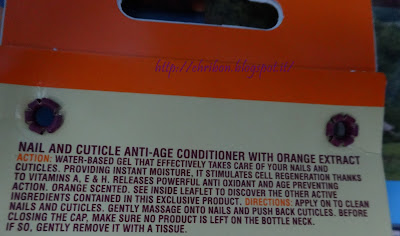 http://chribou.blogspot.it/
NAIL AND CUTICLE ANTI-AGE CONDITIONER WITH ORANGE EXTRACT
ACTION: WATER-BASED GEL THAT EFFECTIVELY TAKES CARE OF YOUR NAILS AND
CUTICLES. PROVIDING INSTANT MOISTURE, IT STIMULATES CELL REGENERATION THANKS
TO VITAMINS A, E & H. RELEASES POWERFUL ANTI OXIDANT AND AGE PREVENTING
ACTION. ORANGE SCENTED. SEE INSIDE LEAFLET TO DISCOVER THE OTHER ACTIVE
INGREDIENTS CONTAINED IN THIS EXCLUSIVE PRODUCT. DIRECTIONS: APPLY ON TO CLEAN
NAILS AND CUTICLES. GENTLY MASSAGE ONTO NAILS AND PUSH BACK CUTICLES. BEFORE
CLOSING THE CAP, MAKE SURE NO PRODUCT IS LEFT ON THE BOTTLE NECK.
IF SO, GENTLY REMOVE IT WITH A TISSUE.